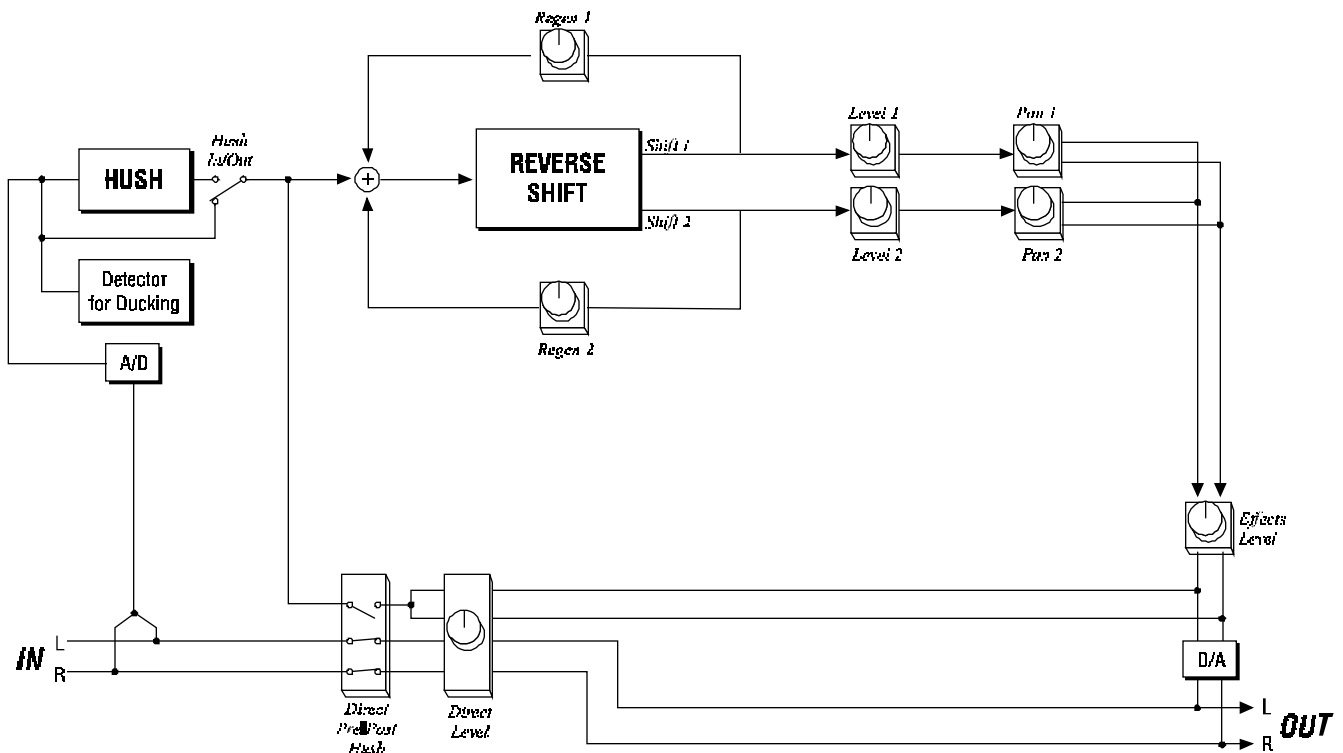 Regen 1
Level 1
Pan 1
Hush
In/Out
HUSH
REVERSE
SHIFT
Shift 1
Shift 2
Level 2
Pan 2
Detector
for Ducking
Regen 2
A/D
Effects
Level
IN
L
R
D/A
Direct
Pre Post
Hush
Direct
Level
L
R
OUT